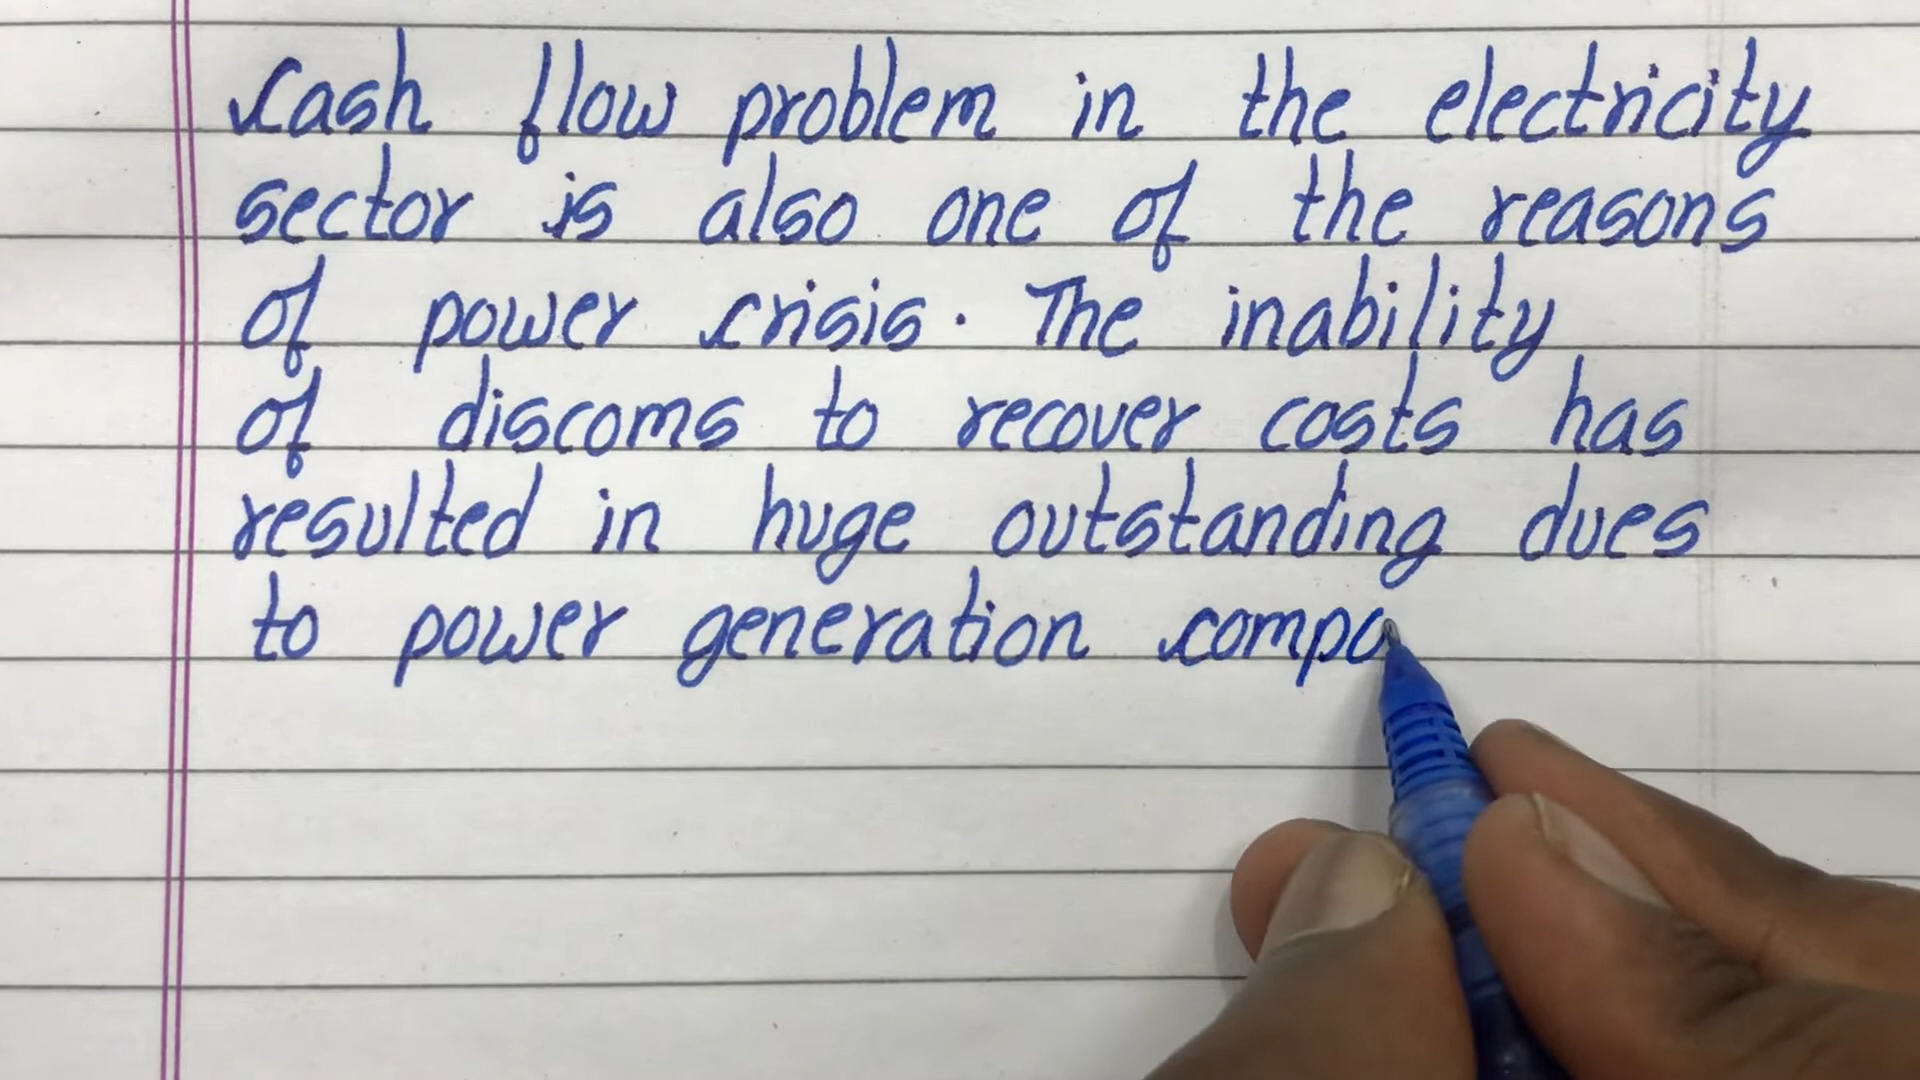 Cash flow problem in the electricity
sector is also one of the reasons
of power crisis. The inability
of discoms to recover costs has
resulted in huge outstanding dues
to power generation compa